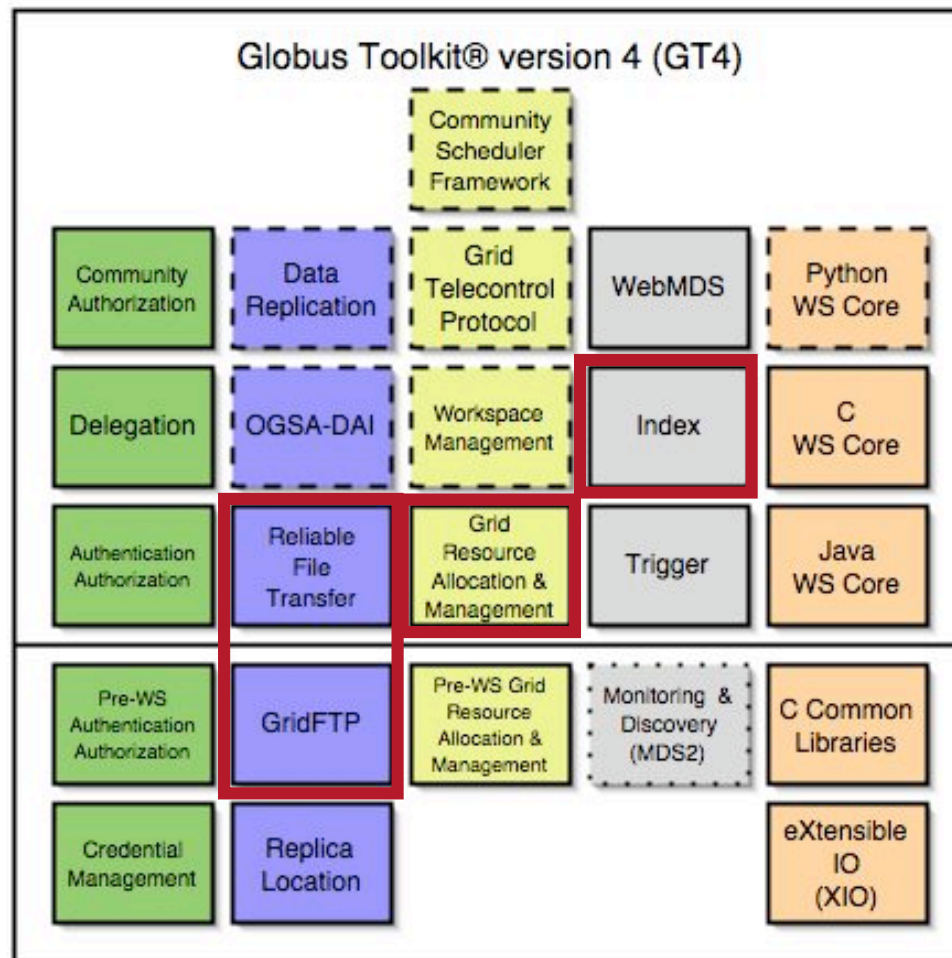 Globus Toolkit® version 4 (GT4)
Community
Scheduler
Framework
Community
Authorization
Data
Replication
Grid
Telecontrol
Protocol
WebMDS
Python
WS Core
Delegation
OGSA-DAI
Workspace
Management
Index
C
WS Core
Authentication
Authorization
Reliable
File
Transfer
Grid
Resource
Allocation &
Management
Trigger
Java
WS Core
Pre-WS
Authentication
Authorization
GridFTP
Pre-WS Grid
Resource
Allocation &
Management
Monitoring &
Discovery
(MDS2)
C Common
Libraries
Credential
Management
Replica
Location
eXtensible
IO
(XIO)